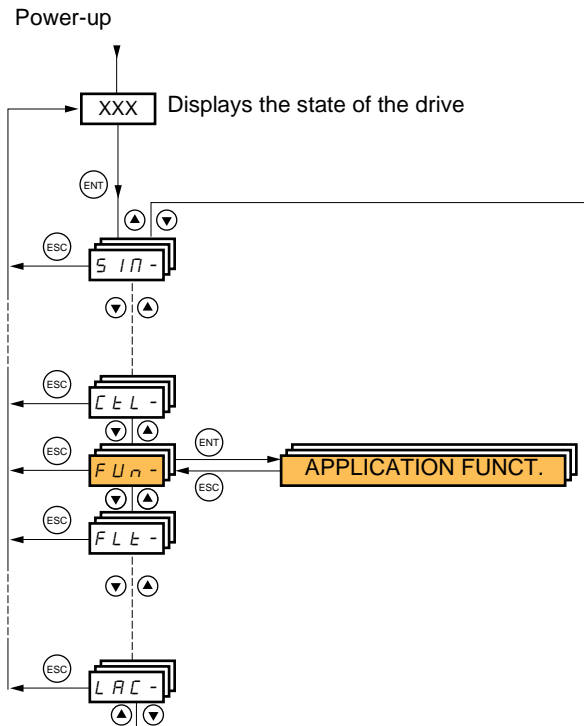 Power-up
XXX Displays the state of the drive
ENT
ESC
SIM-
ESC
CtL-
ESC
ENT
FUn-
APPLICATION FUNCT.
ESC
ESC
FLt-
ESC
LAC-